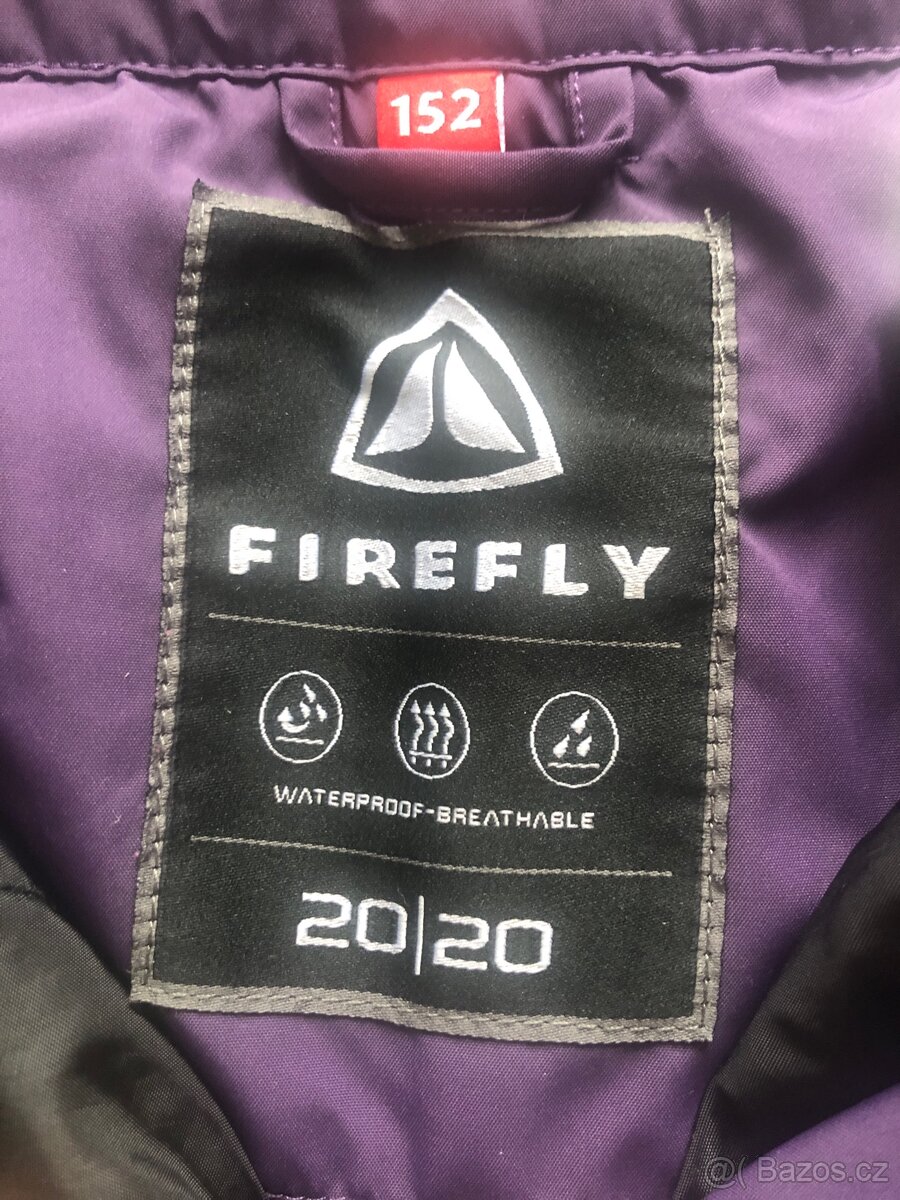 152
FIREFLY
WATERPROOF-BREATHABLE
20|20
@( Bazos.cz